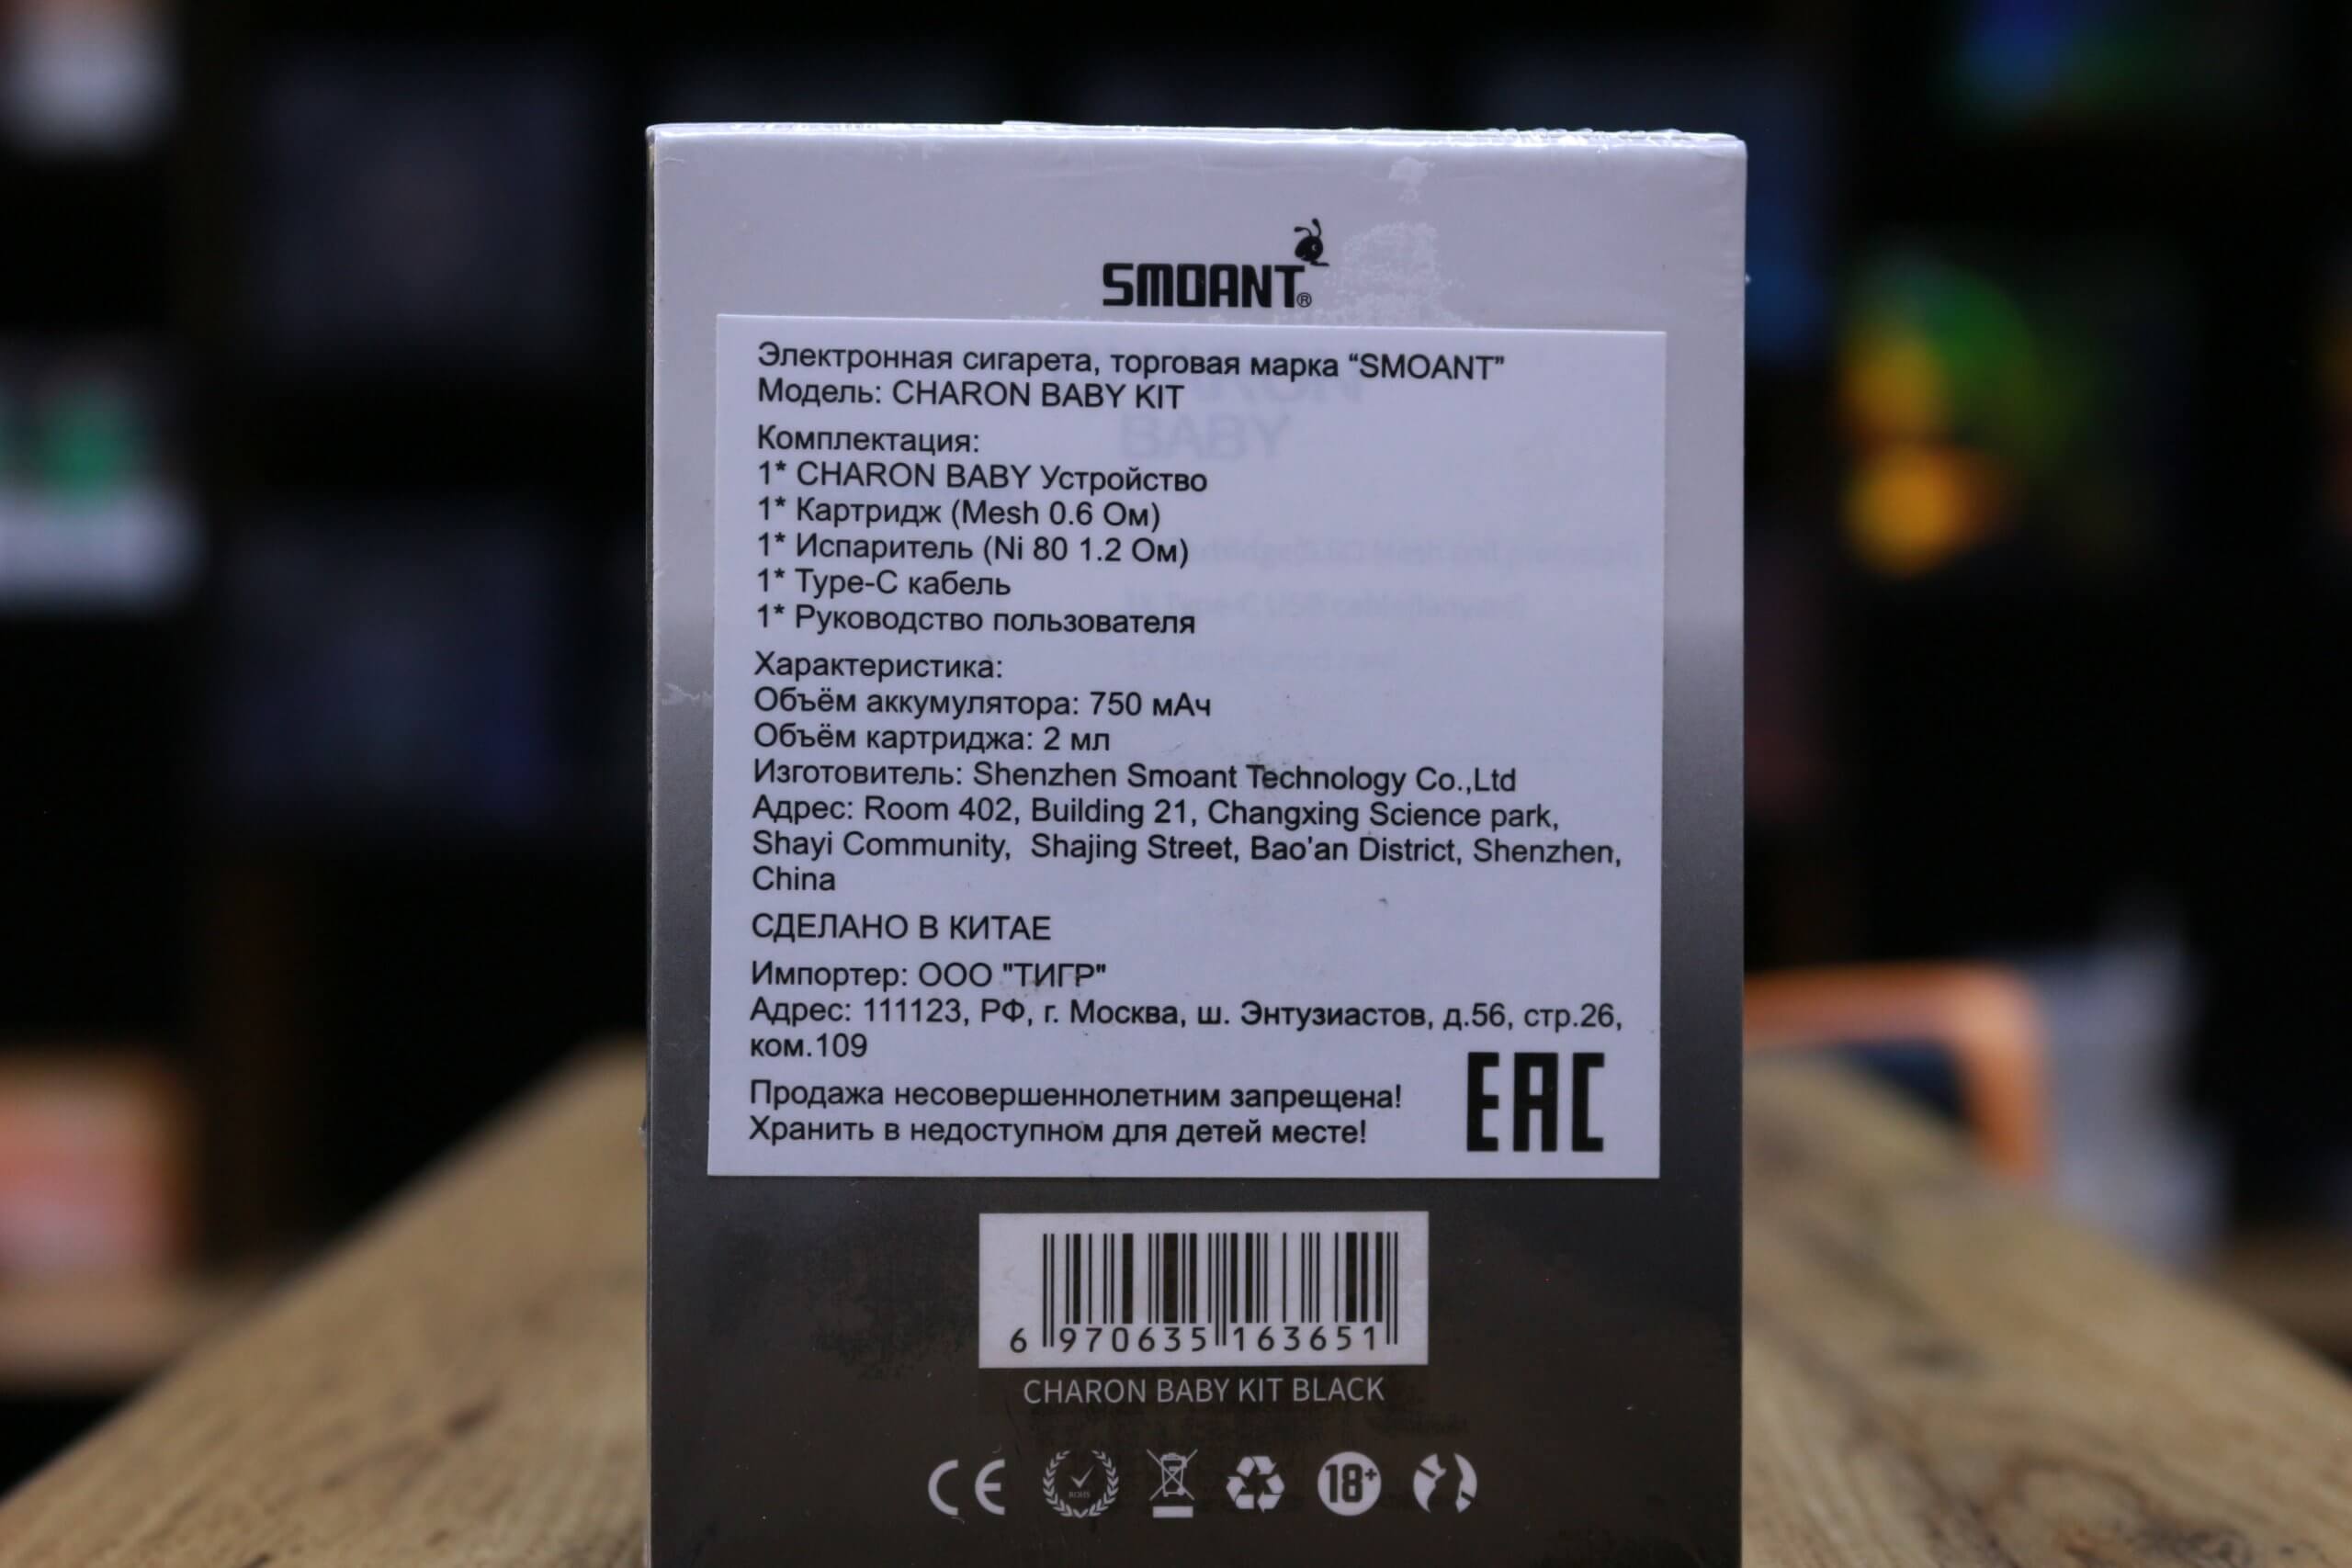 SMOANT®
Электронная сигарета, торговая марка “SMOANT”
Модель: CHARON BABY KIT
Комплектация:
1* CHARON BABY Устройство
1* Картридж (Mesh 0.6 Ом)
1* Испаритель (Ni 80 1.2 Ом)
1* Type-C кабель
1* Руководство пользователя
Характеристика:
Объём аккумулятора: 750 мАч
Объём картриджа: 2 мл
Изготовитель: Shenzhen Smoant Technology Co.,Ltd
Адрес: Room 402, Building 21, Changxing Science park,
Shayi Community, Shajing Street, Bao'an District, Shenzhen,
China
СДЕЛАНО В КИТАЕ
Импортер: ООО "ТИГР"
Адрес: 111123, РФ, г. Москва, ш. Энтузиастов, д.56, стр.26,
ком.109
Продажа несовершеннолетним запрещена!
Хранить в недоступном для детей месте!
EAC
6 970635 163651
CHARON BABY KIT BLACK
CE ROHS 18+